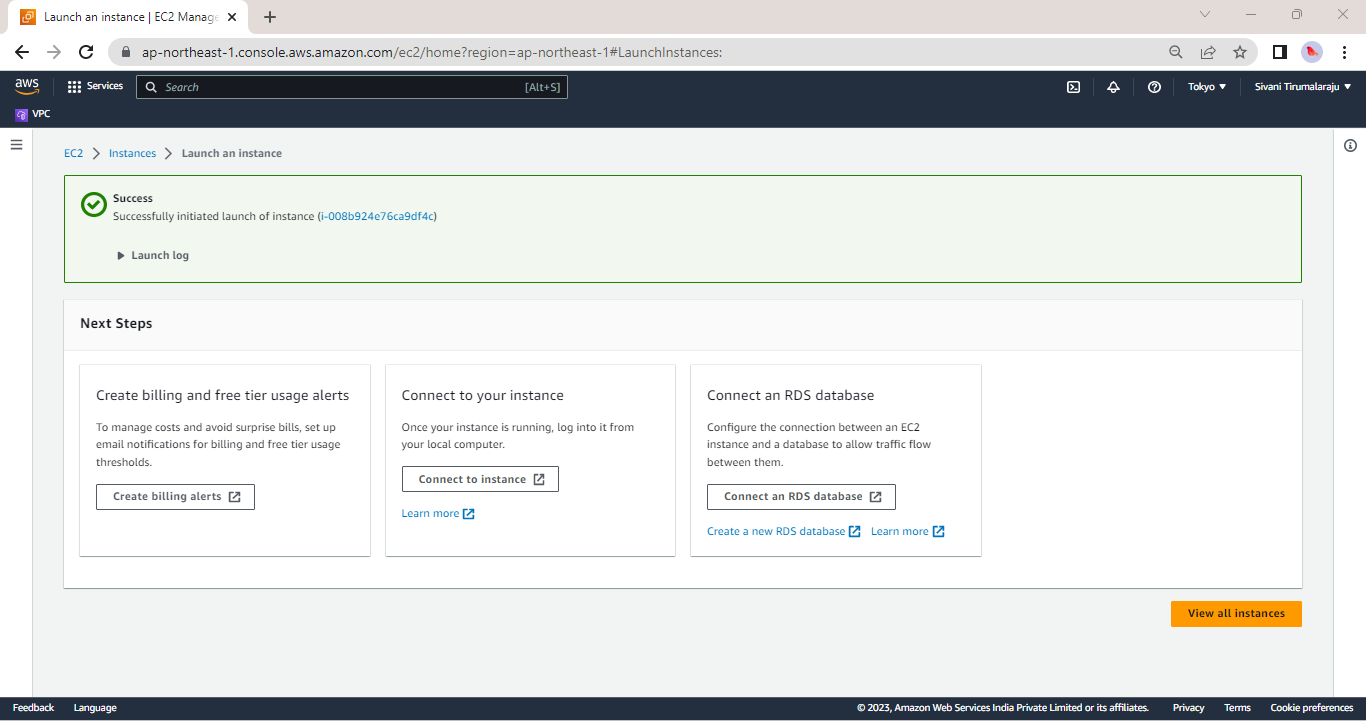 Launch an instance | EC2 Manage
ap-northeast-1.console.aws.amazon.com/ec2/home?region=ap-northeast-1#LaunchInstances:
aws Services Search [Alt+S] Tokyo Sivani Tirumalaraju
VPC
EC2 Instances Launch an instance
Success
Successfully initiated launch of instance (i-008b924e76ca9df4c)
Launch log
Next Steps
Create billing and free tier usage alerts
To manage costs and avoid surprise bills, set up
email notifications for billing and free tier usage
thresholds.
Create billing alerts
Connect to your instance
Once your instance is running, log into it from
your local computer.
Connect to instance
Learn more
Connect an RDS database
Configure the connection between an EC2
instance and a database to allow traffic flow
between them.
Connect an RDS database
Create a new RDS database Learn more
View all instances
Feedback Language © 2023, Amazon Web Services India Private Limited or its affiliates. Privacy Terms Cookie preferences